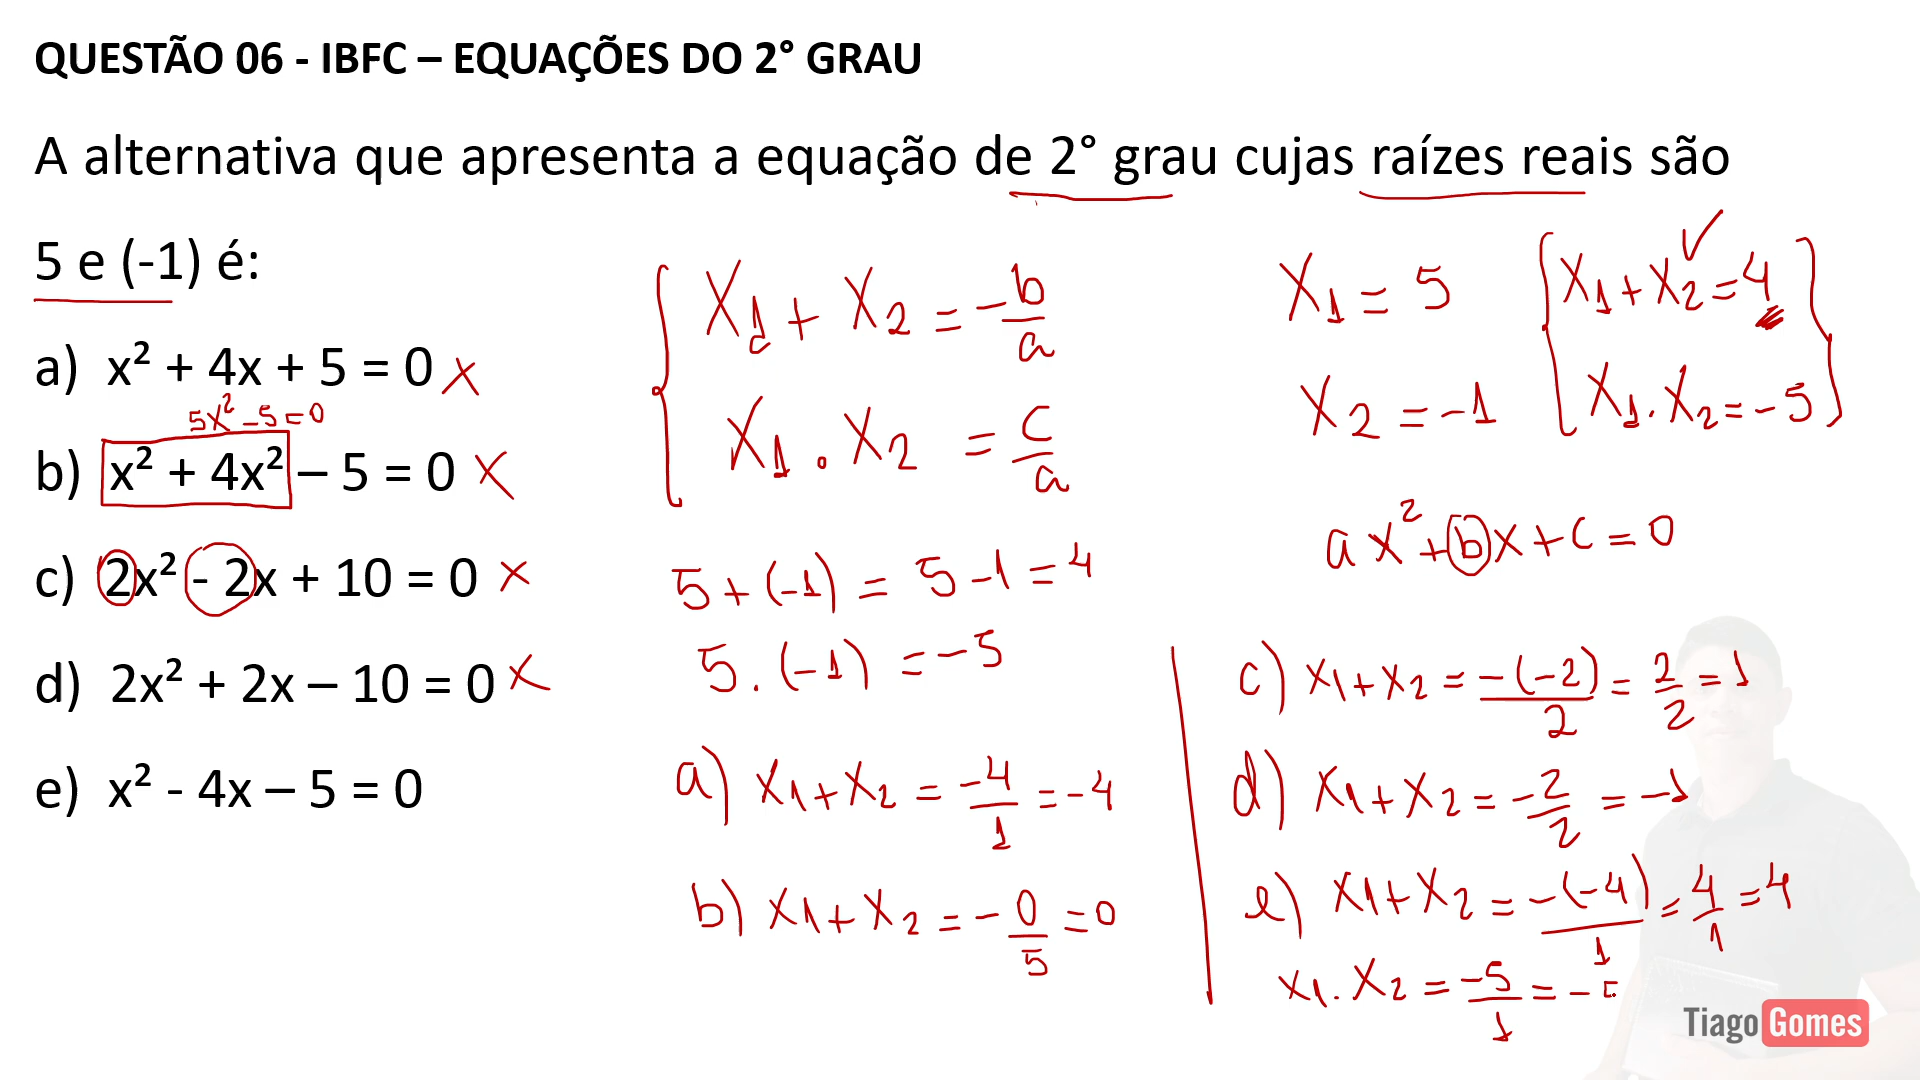 QUESTÃO 06 - IBFC – EQUAÇÕES DO 2° GRAU
A alternativa que apresenta a equação de 2° grau cujas raízes reais são
5 e (-1) é:
a) x² + 4x + 5 = 0 x
5x² - 5 = 0
b) x² + 4x² – 5 = 0 x
c) 2x² - 2x + 10 = 0 x
d) 2x² + 2x – 10 = 0 x
e) x² - 4x – 5 = 0
x1 + x2 = -b/a
x1 . x2 = c/a
5 + (-1) = 5 - 1 = 4
5 . (-1) = -5
a) x1 + x2 = -4/1 = -4
b) x1 + x2 = -0/5 = 0
x1 = 5
x2 = -1
x1 + x2 = 4 ✓
x1 . x2 = -5
ax² + bx + c = 0
c) x1 + x2 = -(-2)/2 = 2/2 = 1
d) x1 + x2 = -2/2 = -1
e) x1 + x2 = -(-4)/1 = 4/1 = 4
x1 . x2 = -5/1 = -5
Tiago Gomes